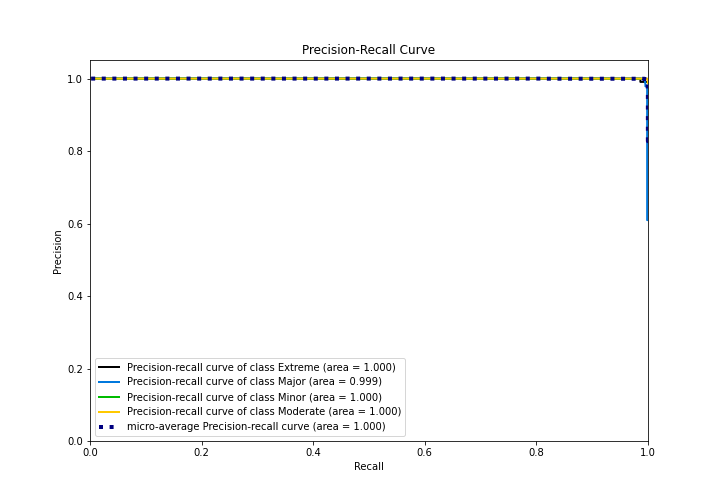 Precision-Recall Curve
1.0
0.8
0.6
0.4
0.2
0.0
Precision
Precision-recall curve of class Extreme (area = 1.000)
Precision-recall curve of class Major (area = 0.999)
Precision-recall curve of class Minor (area = 1.000)
Precision-recall curve of class Moderate (area = 1.000)
micro-average Precision-recall curve (area = 1.000)
0.0 0.2 0.4 0.6 0.8 1.0
Recall